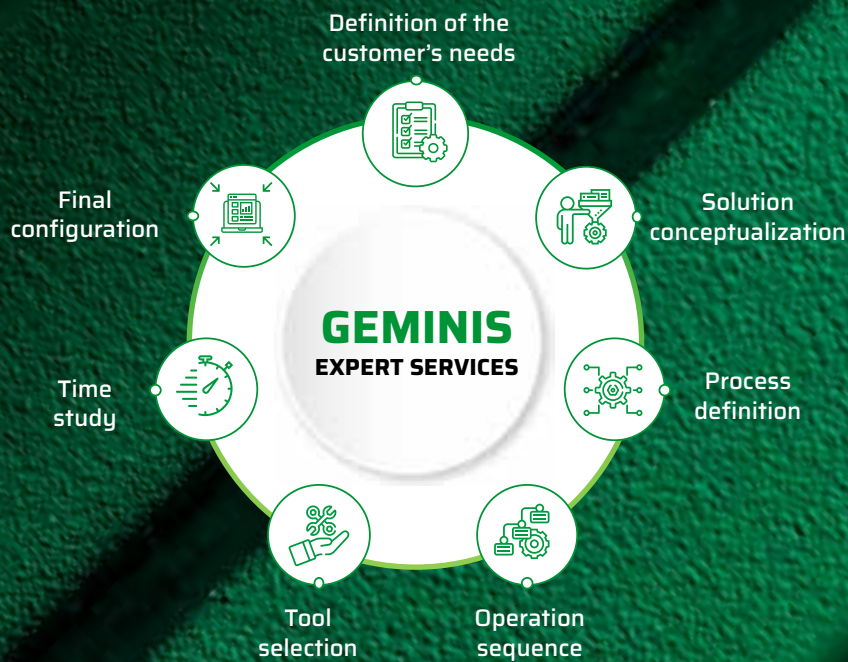 Definition of the
customer's needs
Solution
conceptualization
Process
definition
Operation
sequence
Tool
selection
Time
study
Final
configuration
GEMINIS
EXPERT SERVICES